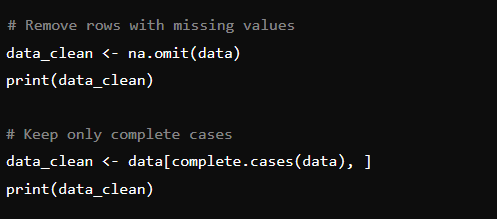 # Remove rows with missing values
data_clean <- na.omit(data)
print(data_clean)
# Keep only complete cases
data_clean <- data[complete.cases(data), ]
print(data_clean)